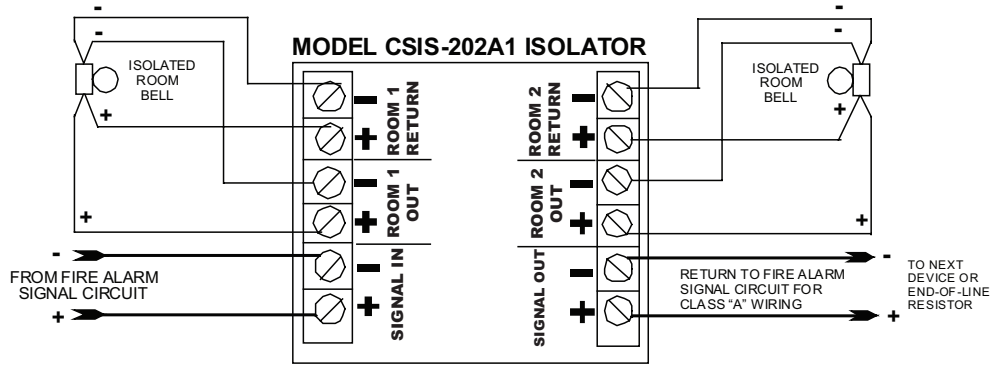 -
-
MODEL CSIS-202A1 ISOLATOR
ISOLATED
ROOM
BELL
+
+
-
+
ROOM 1
RETURN
-
+
ROOM 1
OUT
-
+
SIGNAL IN
-
FROM FIRE ALARM
SIGNAL CIRCUIT
+
-
-
ISOLATED
ROOM
BELL
+
+
-
+
ROOM 2
RETURN
-
+
ROOM 2
OUT
-
+
SIGNAL OUT
RETURN TO FIRE ALARM
SIGNAL CIRCUIT FOR
CLASS “A” WIRING
-
+
TO NEXT
DEVICE OR
END-OF-LINE
RESISTOR